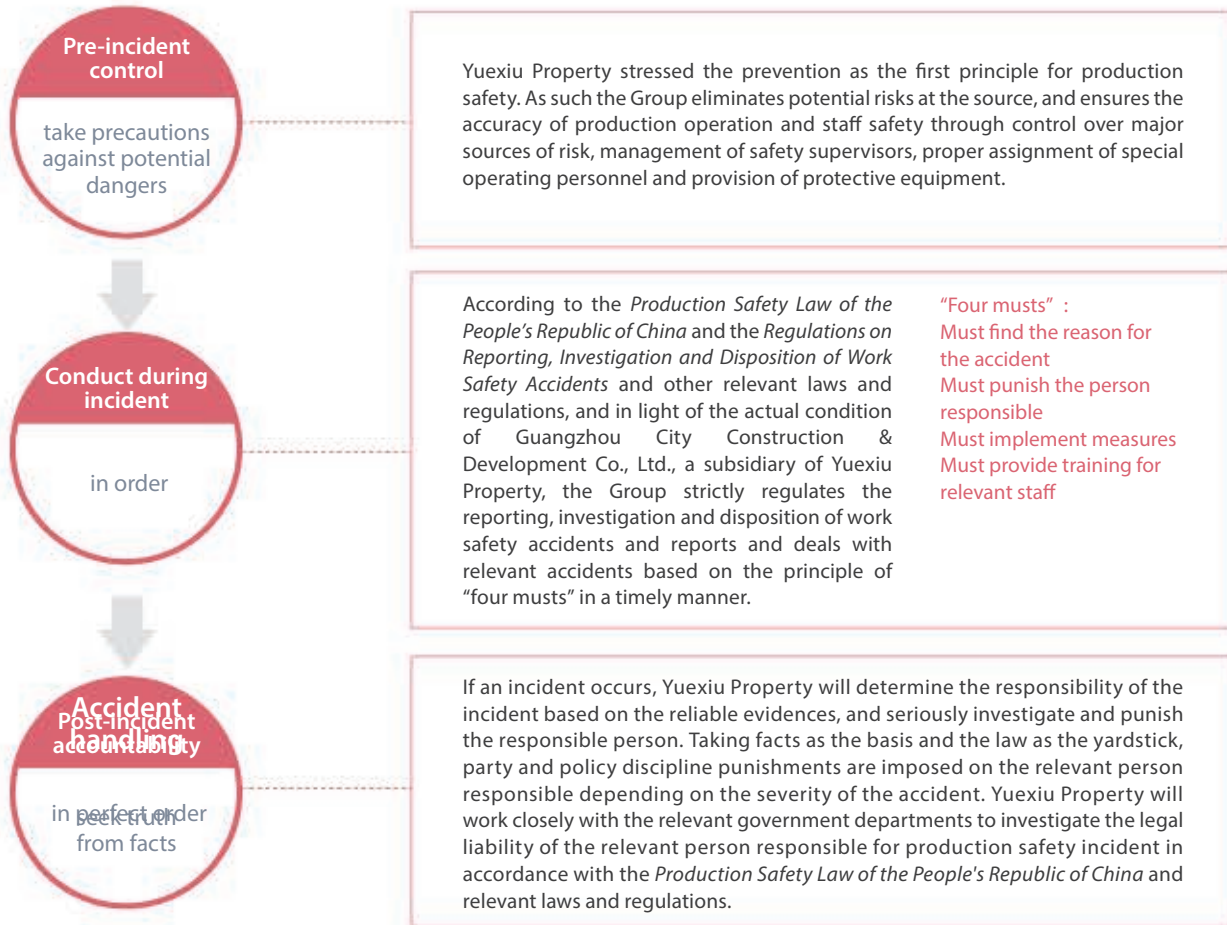 Pre-incident
control
take precautions
against potential
dangers
Yuexiu Property stressed the prevention as the first principle for production
safety. As such the Group eliminates potential risks at the source, and ensures the
accuracy of production operation and staff safety through control over major
sources of risk, management of safety supervisors, proper assignment of special
operating personnel and provision of protective equipment.
Conduct during
incident
in order
According to the Production Safety Law of the
People's Republic of China and the Regulations on
Reporting, Investigation and Disposition of Work
Safety Accidents and other relevant laws and
regulations, and in light of the actual condition
of Guangzhou City Construction &
Development Co., Ltd., a subsidiary of Yuexiu
Property, the Group strictly regulates the
reporting, investigation and disposition of work
safety accidents and reports and deals with
relevant accidents based on the principle of
“four musts” in a timely manner.
“Four musts” :
Must find the reason for
the accident
Must punish the person
responsible
Must implement measures
Must provide training for
relevant staff
Accident
handling
Post-incident
accountability
in perfect order
seek truth
from facts
If an incident occurs, Yuexiu Property will determine the responsibility of the
incident based on the reliable evidences, and seriously investigate and punish
the responsible person. Taking facts as the basis and the law as the yardstick,
party and policy discipline punishments are imposed on the relevant person
responsible depending on the severity of the accident. Yuexiu Property will
work closely with the relevant government departments to investigate the legal
liability of the relevant person responsible for production safety incident in
accordance with the Production Safety Law of the People's Republic of China and
relevant laws and regulations.